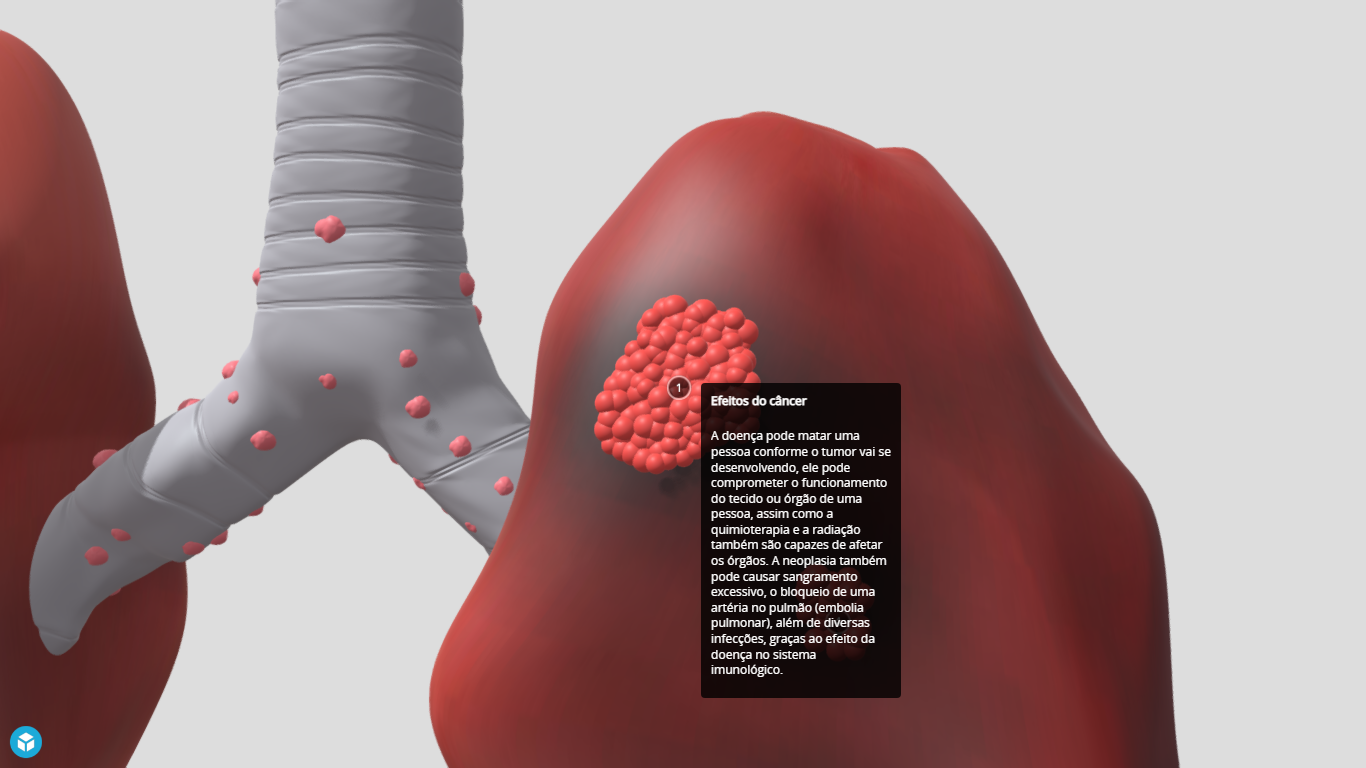 1
Efeitos do câncer
A doença pode matar uma
pessoa conforme o tumor vai se
desenvolvendo, ele pode
comprometer o funcionamento
do tecido ou órgão de uma
pessoa, assim como a
quimioterapia e a radiação
também são capazes de afetar
os órgãos. A neoplasia também
pode causar sangramento
excessivo, o bloqueio de uma
artéria no pulmão (embolia
pulmonar), além de diversas
infecções, graças ao efeito da
doença no sistema
imunológico.